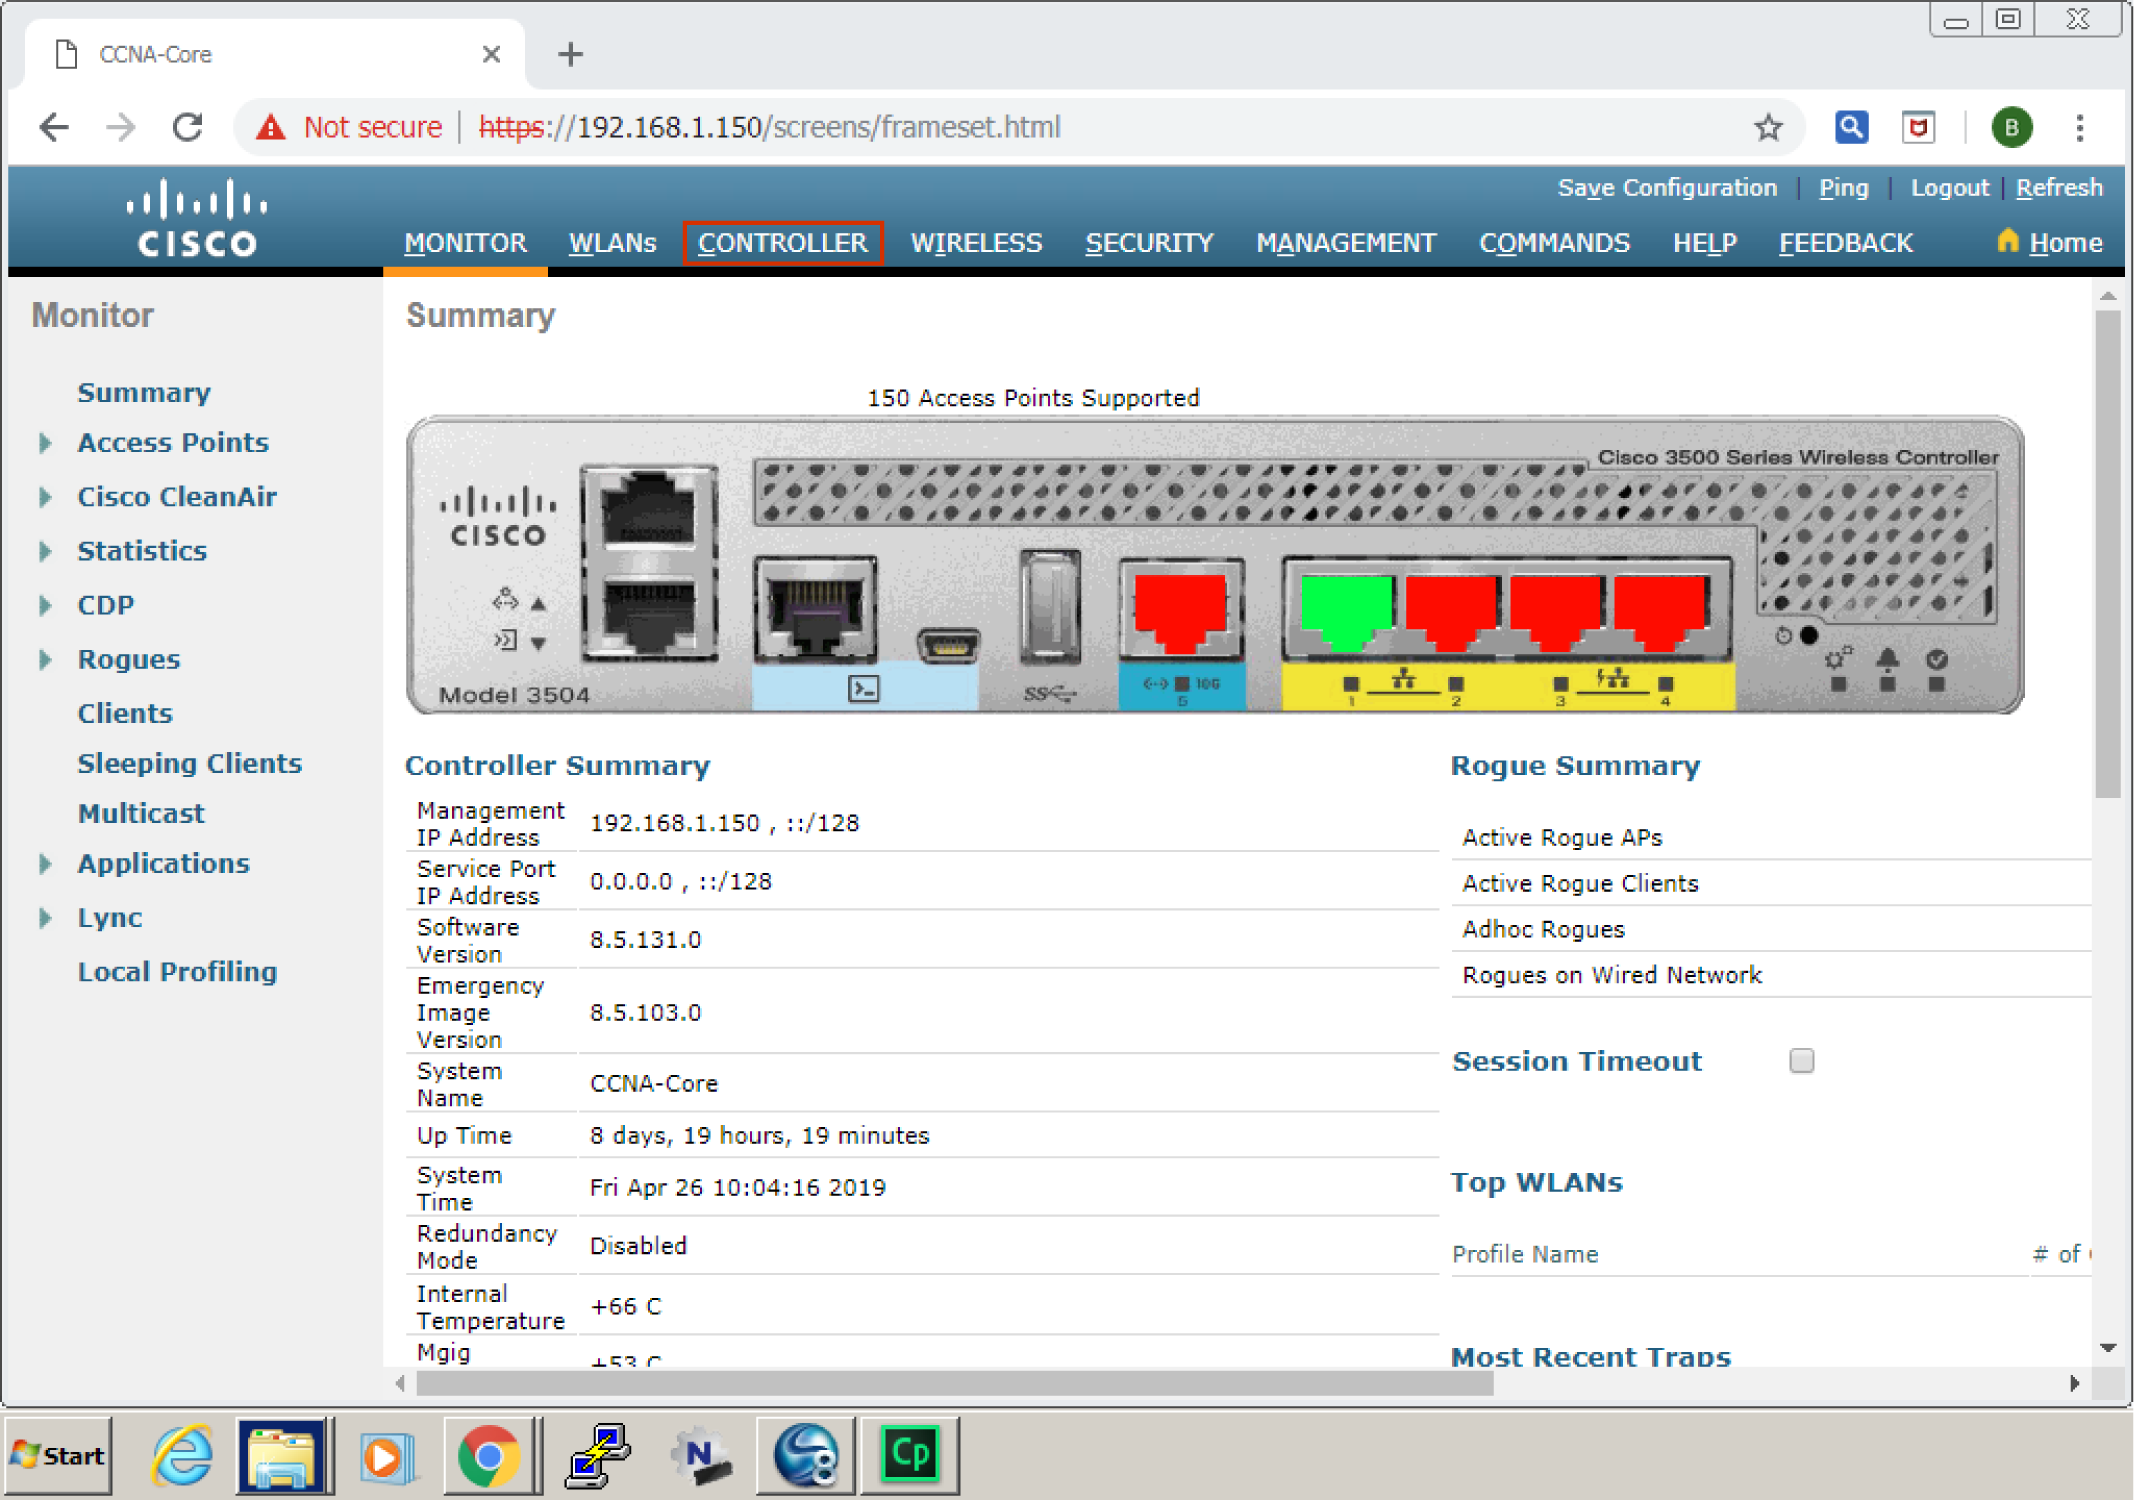 CCNA-Core
Not secure | https://192.168.1.150/screens/frameset.html
B
Save Configuration | Ping | Logout | Refresh
CISCO
MONITOR WLANs CONTROLLER WIRELESS SECURITY MANAGEMENT COMMANDS HELP FEEDBACK Home
Monitor
Summary
Access Points
Cisco CleanAir
Statistics
CDP
Rogues
Clients
Sleeping Clients
Multicast
Applications
Lync
Local Profiling
Summary
150 Access Points Supported
Cisco 3500 Series Wireless Controller
CISCO
Model 3504
SS
10G
5
1 2 3 4
Controller Summary
Management IP Address 192.168.1.150 , ::/128
Service Port IP Address 0.0.0.0 , ::/128
Software Version 8.5.131.0
Emergency Image Version 8.5.103.0
System Name CCNA-Core
Up Time 8 days, 19 hours, 19 minutes
System Time Fri Apr 26 10:04:16 2019
Redundancy Mode Disabled
Internal Temperature +66 C
Mgig +53 C
Rogue Summary
Active Rogue APs
Active Rogue Clients
Adhoc Rogues
Rogues on Wired Network
Session Timeout
Top WLANs
Profile Name # of
Most Recent Traps
Start
N
8
Cp